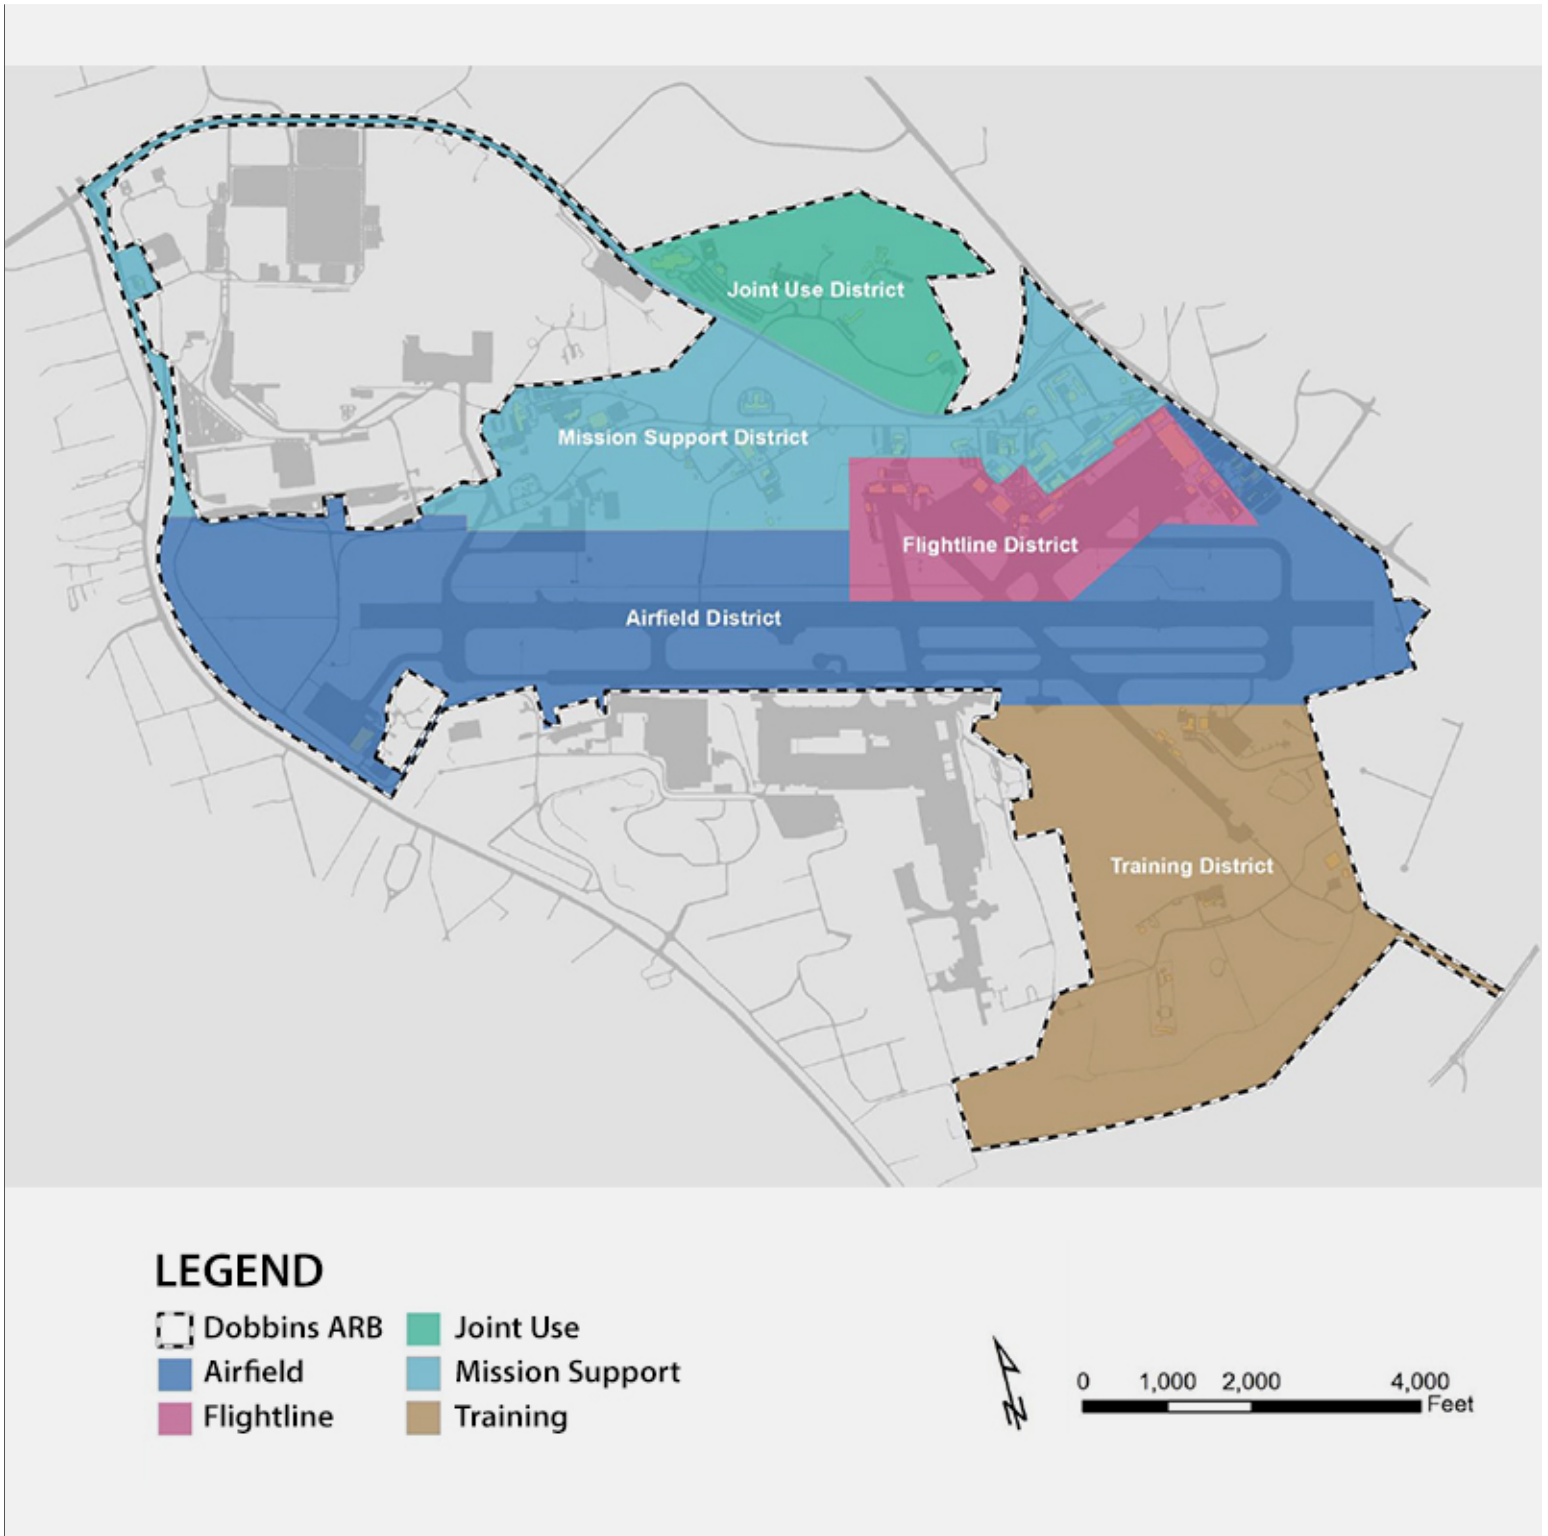 Joint Use District
Mission Support District
Flightline District
Airfield District
Training District
LEGEND
Dobbins ARB
Joint Use
Airfield
Mission Support
Flightline
Training
N
0 1,000 2,000 4,000
Feet